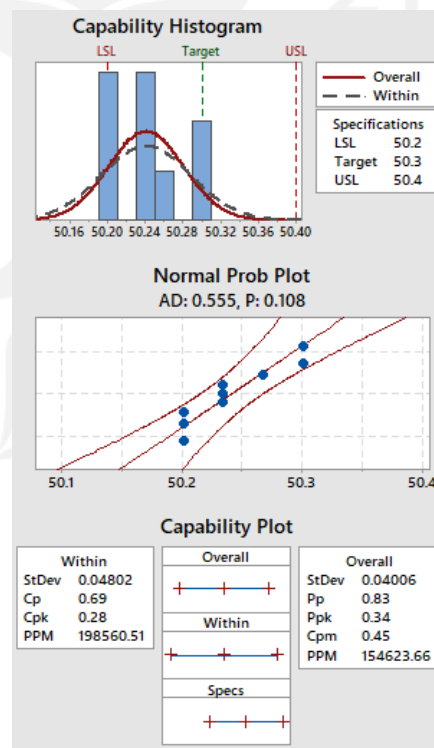 Capability Histogram
LSL Target USL
Overall
Within
Specifications
LSL 50.2
Target 50.3
USL 50.4
50.16 50.20 50.24 50.28 50.32 50.36 50.40
Normal Prob Plot
AD: 0.555, P: 0.108
50.1 50.2 50.3 50.4
Capability Plot
Within
StDev 0.04802
Cp 0.69
Cpk 0.28
PPM 198560.51
Overall
Within
Specs
Overall
StDev 0.04006
Pp 0.83
Ppk 0.34
Cpm 0.45
PPM 154623.66